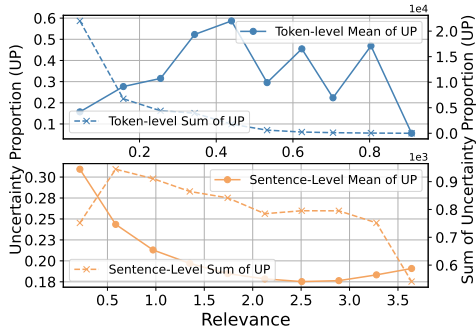 1e4
0.6
0.5
0.4
0.3
0.2
0.1
Token-level Mean of UP
Token-level Sum of UP
2.0
1.5
1.0
0.5
0.0
0.2 0.4 0.6 0.8
1e3
Uncertainty Proportion (UP)
Sum of Uncertainty Proportion (UP)
0.30
0.28
0.25
0.23
0.20
0.18
Sentence-Level Mean of UP
Sentence-Level Sum of UP
0.9
0.8
0.7
0.6
0.5 1.0 1.5 2.0 2.5 3.0 3.5
Relevance